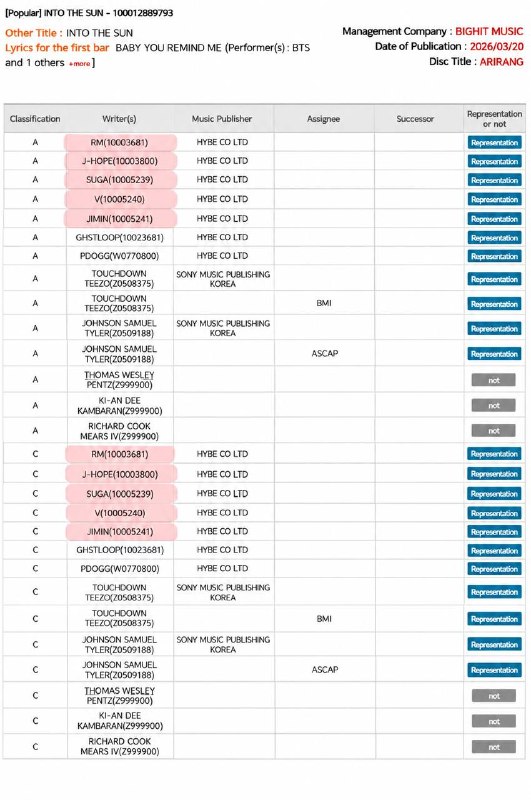 [Popular] INTO THE SUN - 100012889793
Other Title : INTO THE SUN
Lyrics for the first bar BABY YOU REMIND ME (Performer(s) : BTS
and 1 others +more ]
Management Company : BIGHIT MUSIC
Date of Publication : 2026/03/20
Disc Title : ARIRANG
Classification Writer(s) Music Publisher Assignee Successor Representation or not
A RM(10003681) HYBE CO LTD Representation
A J-HOPE(10003800) HYBE CO LTD Representation
A SUGA(10005239) HYBE CO LTD Representation
A V(10005240) HYBE CO LTD Representation
A JIMIN(10005241) HYBE CO LTD Representation
A GHSTLOOP(10023681) HYBE CO LTD Representation
A PDOGG(W0770800) HYBE CO LTD Representation
A TOUCHDOWN TEEZO(Z0508375) SONY MUSIC PUBLISHING KOREA Representation
A TOUCHDOWN TEEZO(Z0508375) BMI Representation
A JOHNSON SAMUEL TYLER(Z0509188) SONY MUSIC PUBLISHING KOREA Representation
A JOHNSON SAMUEL TYLER(Z0509188) ASCAP Representation
A THOMAS WESLEY PENTZ(Z999900) not
A KI-AN DEE KAMBARAN(Z999900) not
A RICHARD COOK MEARS IV(Z999900) not
C RM(10003681) HYBE CO LTD Representation
C J-HOPE(10003800) HYBE CO LTD Representation
C SUGA(10005239) HYBE CO LTD Representation
C V(10005240) HYBE CO LTD Representation
C JIMIN(10005241) HYBE CO LTD Representation
C GHSTLOOP(10023681) HYBE CO LTD Representation
C PDOGG(W0770800) HYBE CO LTD Representation
C TOUCHDOWN TEEZO(Z0508375) SONY MUSIC PUBLISHING KOREA Representation
C TOUCHDOWN TEEZO(Z0508375) BMI Representation
C JOHNSON SAMUEL TYLER(Z0509188) SONY MUSIC PUBLISHING KOREA Representation
C JOHNSON SAMUEL TYLER(Z0509188) ASCAP Representation
C THOMAS WESLEY PENTZ(Z999900) not
C KI-AN DEE KAMBARAN(Z999900) not
C RICHARD COOK MEARS IV(Z999900) not